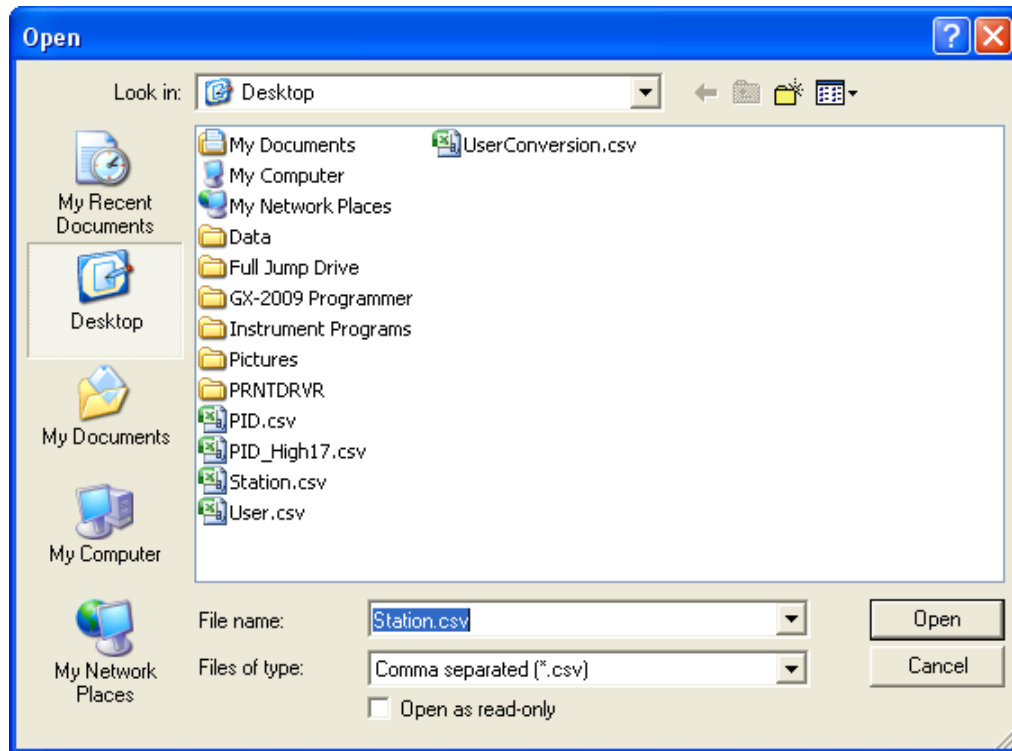 Open
Look in: Desktop
My Recent
Documents
Desktop
My Documents
My Computer
My Network
Places
My Documents
My Computer
My Network Places
Data
Full Jump Drive
GX-2009 Programmer
Instrument Programs
Pictures
PRNTDRVR
PID.csv
PID_High17.csv
Station.csv
User.csv
UserConversion.csv
File name: Station.csv Open
Files of type: Comma separated (*.csv) Cancel
Open as read-only